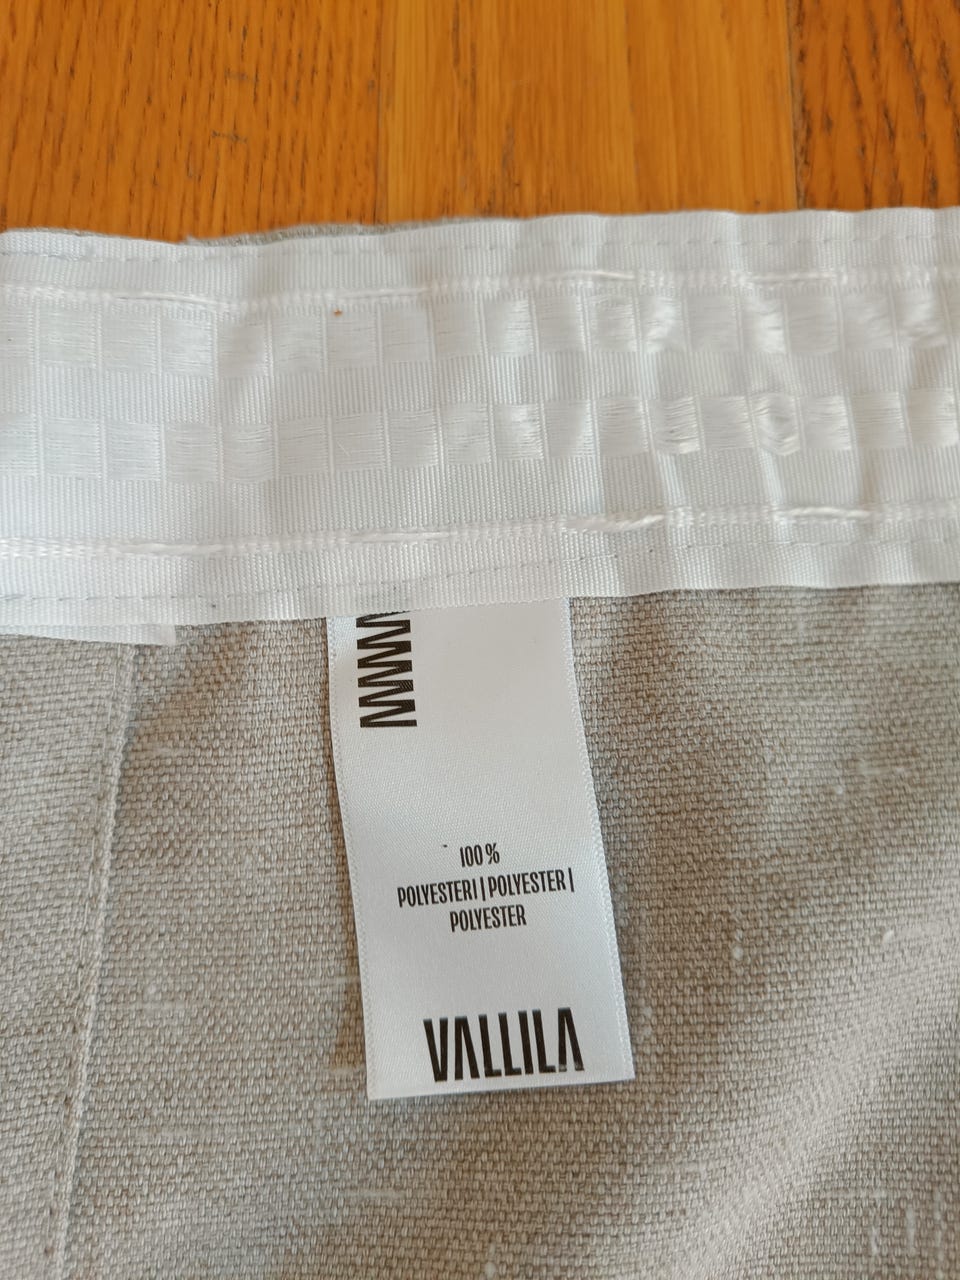 100 %
POLYESTERI | POLYESTER |
POLYESTER
VALLILA